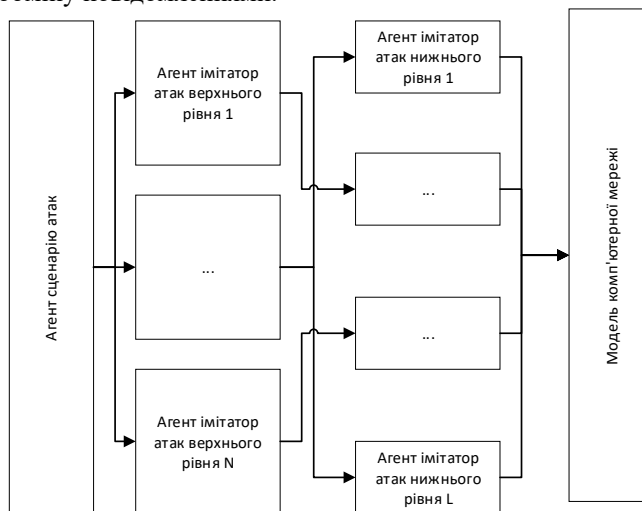 Агент сценарію атак
Агент імітатор
атак верхнього
рівня 1
...
Агент імітатор
атак верхнього
рівня N
Агент імітатор
атак нижнього
рівня 1
...
...
Агент імітатор
атак нижнього
рівня L
Модель комп'ютерної мережі